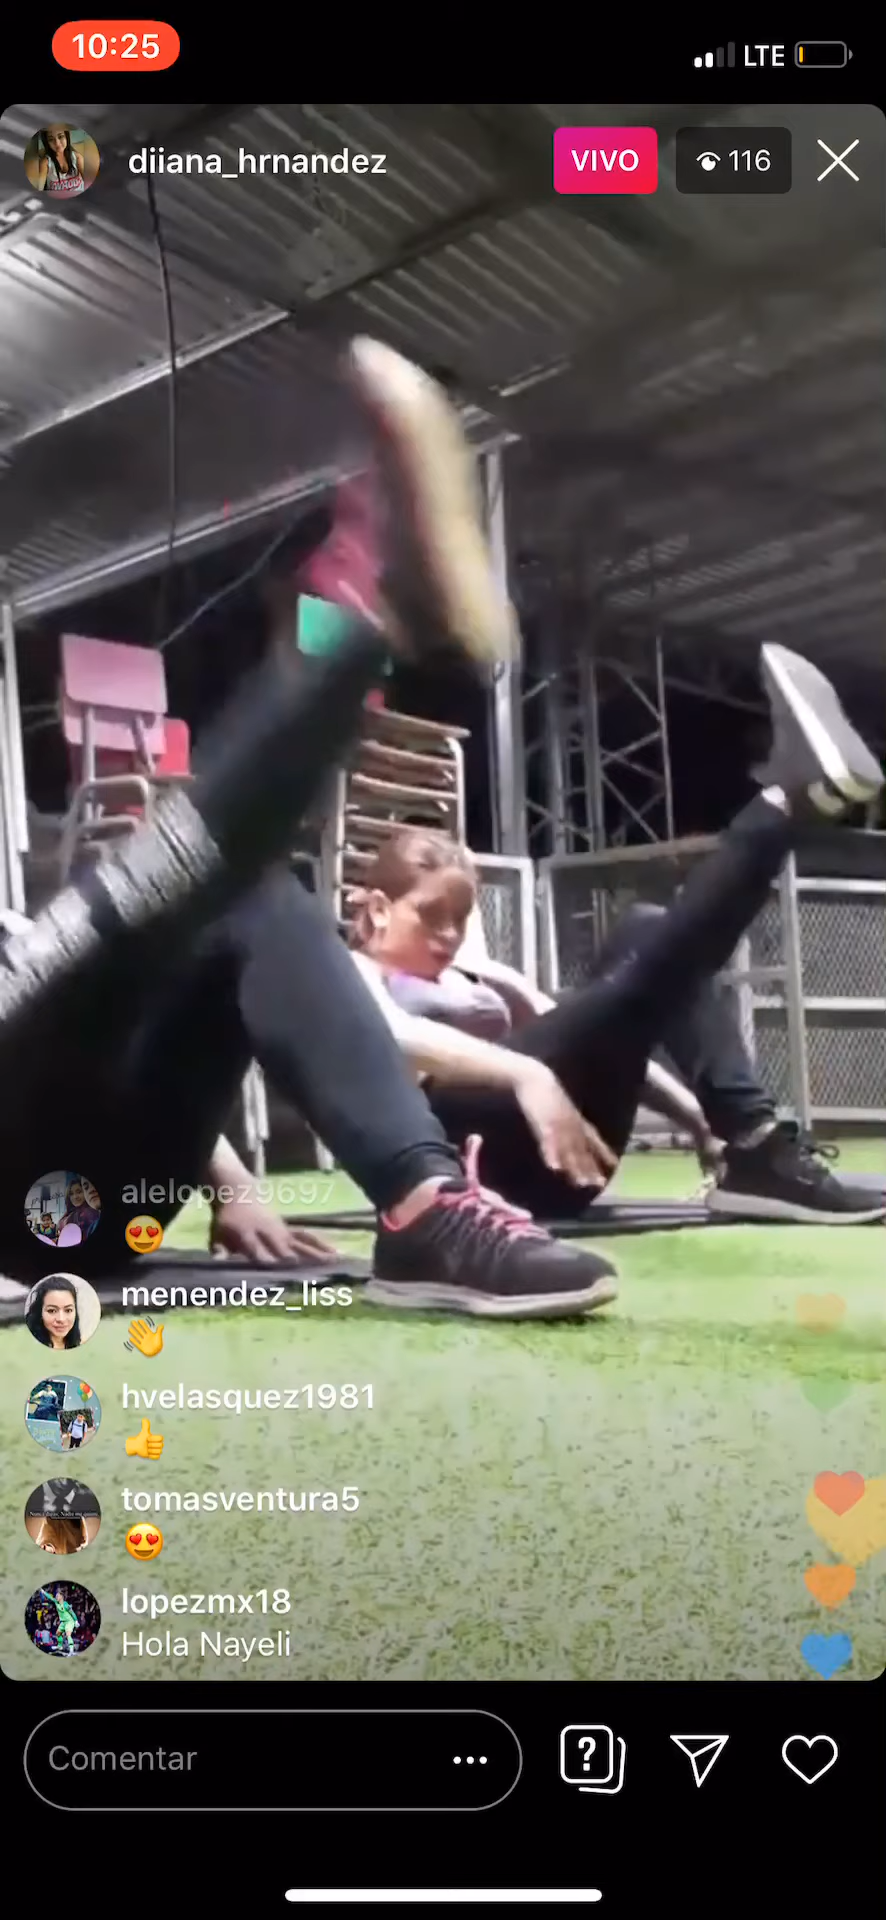 10:25
LTE
diiana_hrnandez
VIVO
116
alelopez9697
😍
menendez_liss
👋
hvelasquez1981
👍
tomasventura5
😍
lopezmx18
Hola Nayeli
Comentar